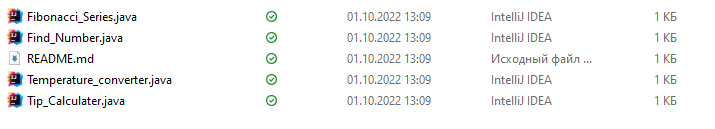 Fibonacci_Series.java 01.10.2022 13:09 IntelliJ IDEA 1 КБ
Find_Number.java 01.10.2022 13:09 IntelliJ IDEA 1 КБ
README.md 01.10.2022 13:09 Исходный файл ... 1 КБ
Temperature_converter.java 01.10.2022 13:09 IntelliJ IDEA 1 КБ
Tip_Calculater.java 01.10.2022 13:09 IntelliJ IDEA 1 КБ